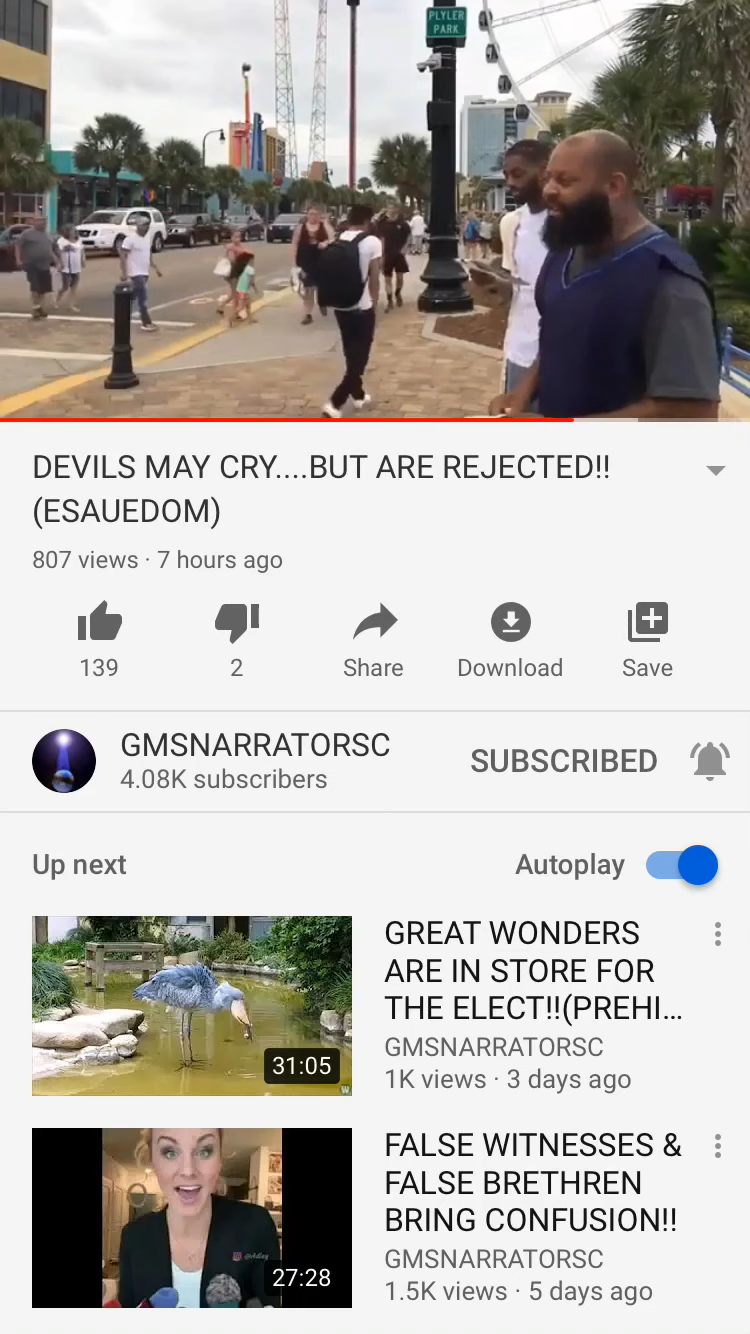 PLYLER
PARK
DEVILS MAY CRY....BUT ARE REJECTED!!
(ESAUEDOM)
807 views · 7 hours ago
139
2
Share
Download
Save
GMSNARRATORSC
4.08K subscribers
SUBSCRIBED
Up next
Autoplay
GREAT WONDERS
ARE IN STORE FOR
THE ELECT!!(PREHI...
GMSNARRATORSC
1K views · 3 days ago
31:05
W
FALSE WITNESSES &
FALSE BRETHREN
BRING CONFUSION!!
GMSNARRATORSC
1.5K views · 5 days ago
27:28